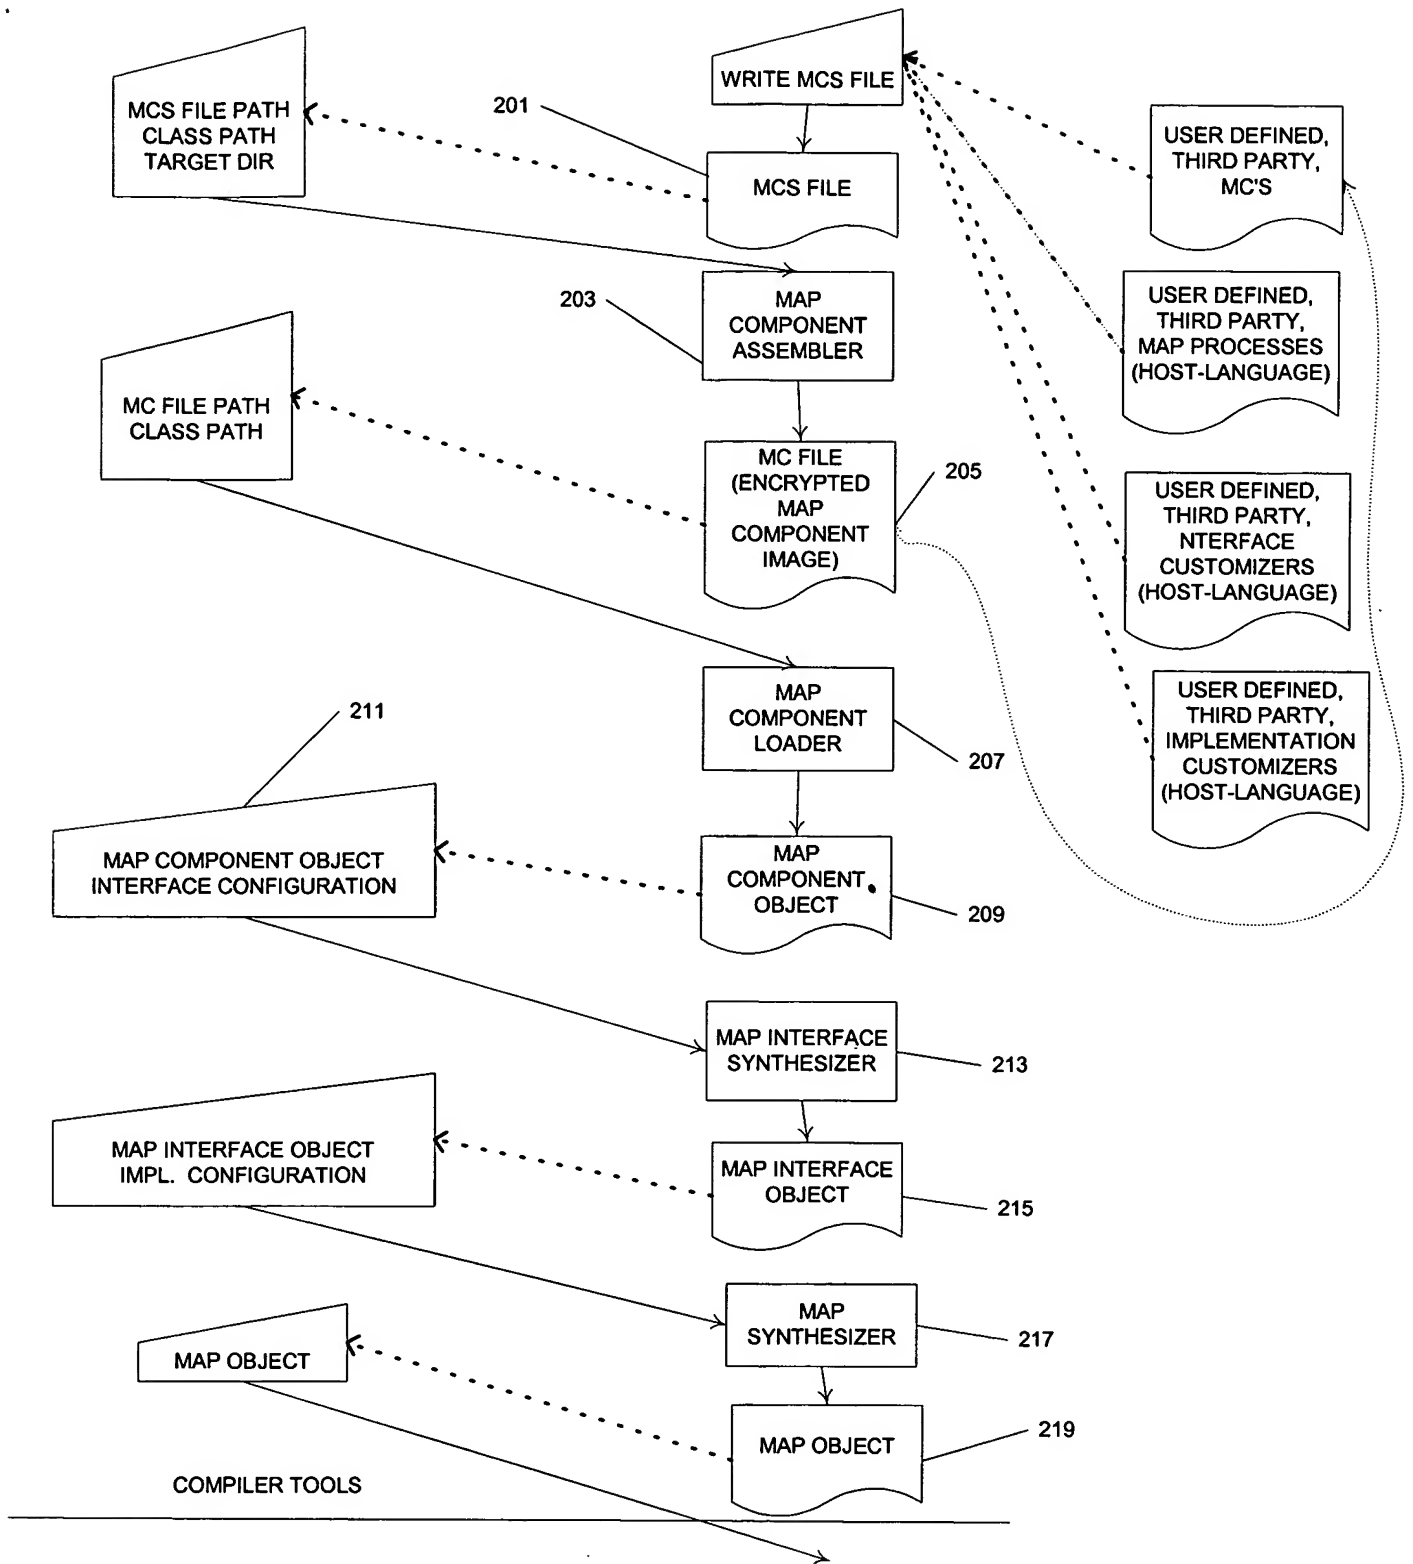 WRITE MCS FILE
MCS FILE PATH
CLASS PATH
TARGET DIR
201
MCS FILE
USER DEFINED,
THIRD PARTY,
MC'S
203
MAP
COMPONENT
ASSEMBLER
USER DEFINED,
THIRD PARTY,
MAP PROCESSES
(HOST-LANGUAGE)
MC FILE PATH
CLASS PATH
MC FILE
(ENCRYPTED
MAP
COMPONENT
IMAGE)
205
USER DEFINED,
THIRD PARTY,
NTERFACE
CUSTOMIZERS
(HOST-LANGUAGE)
MAP
COMPONENT
LOADER
207
USER DEFINED,
THIRD PARTY,
IMPLEMENTATION
CUSTOMIZERS
(HOST-LANGUAGE)
211
MAP COMPONENT OBJECT
INTERFACE CONFIGURATION
MAP
COMPONENT
OBJECT
209
MAP INTERFACE
SYNTHESIZER
213
MAP INTERFACE OBJECT
IMPL. CONFIGURATION
MAP INTERFACE
OBJECT
215
MAP
SYNTHESIZER
217
MAP OBJECT
MAP OBJECT
219
COMPILER TOOLS